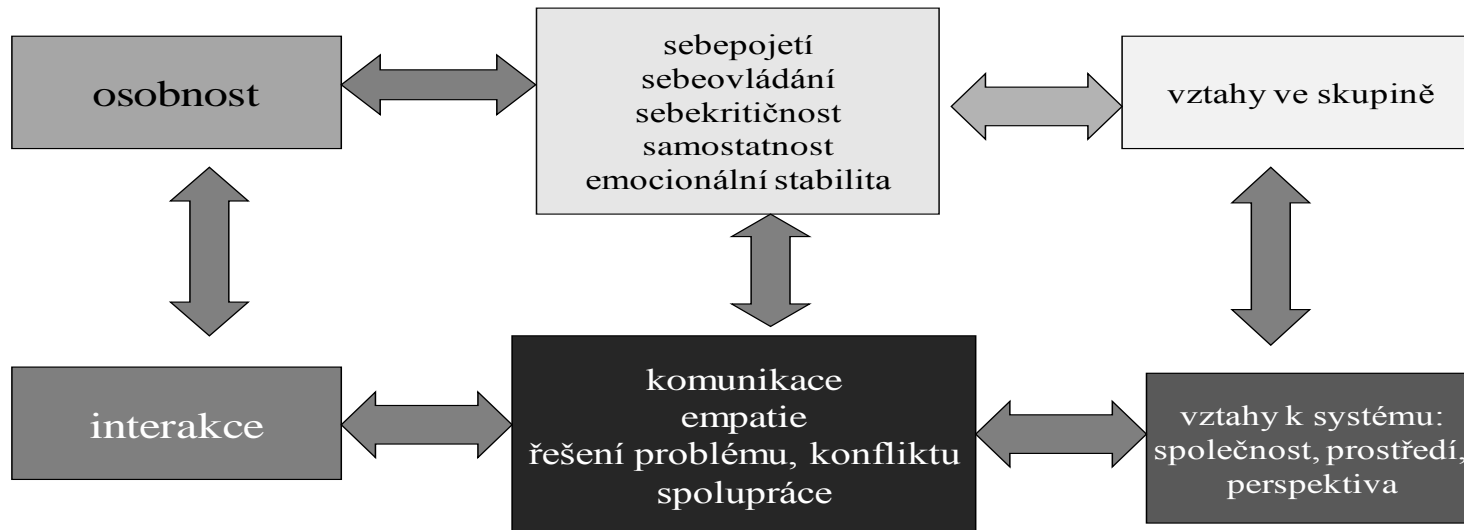 osobnost
sebepojetí
sebeovládání
sebekritičnost
samostatnost
emocionální stabilita
vztahy ve skupině
interakce
komunikace
empatie
řešení problému, konfliktu
spolupráce
vztahy k systému:
společnost, prostředí,
perspektiva